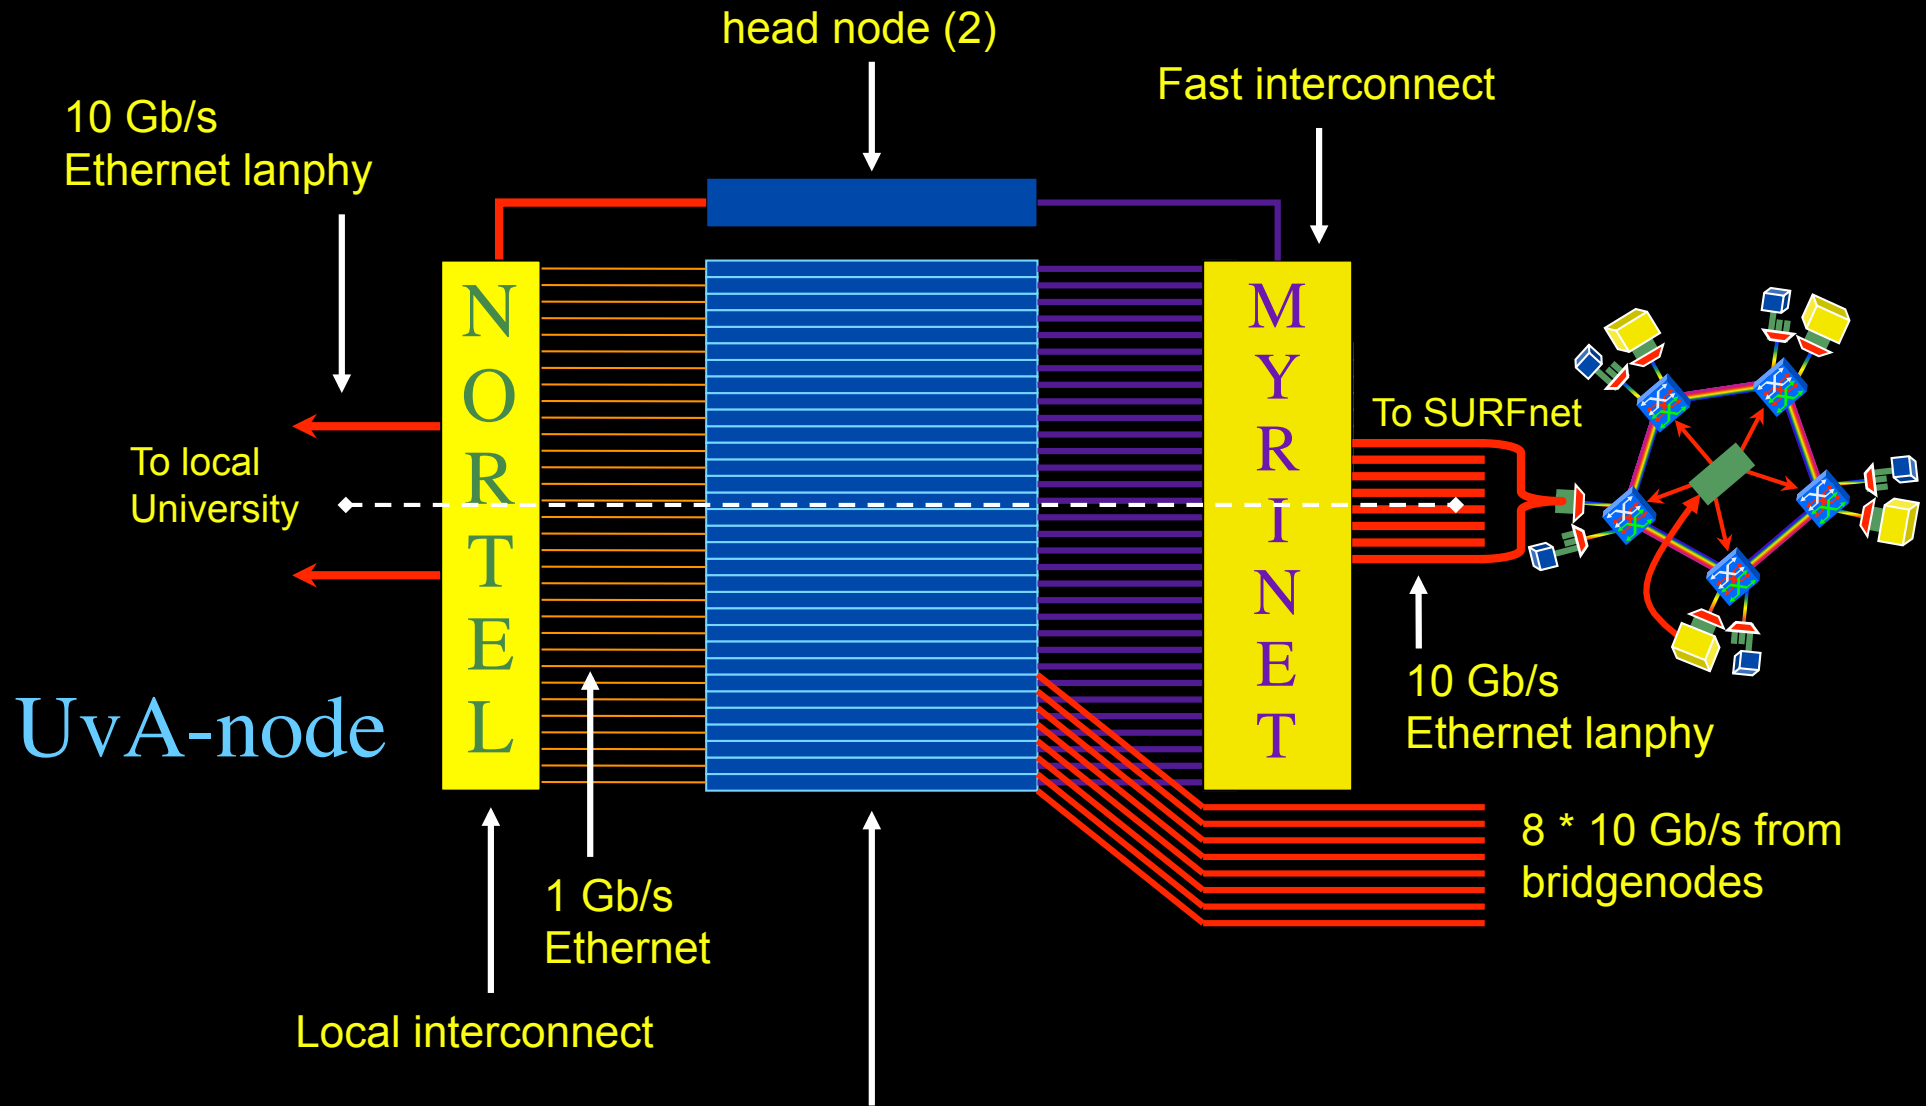 head node (2)
Fast interconnect
10 Gb/s
Ethernet lanphy
NORTEL
MYRINET
To SURFnet
To local
University
UvA-node
10 Gb/s
Ethernet lanphy
8 * 10 Gb/s from
bridgenodes
1 Gb/s
Ethernet
Local interconnect